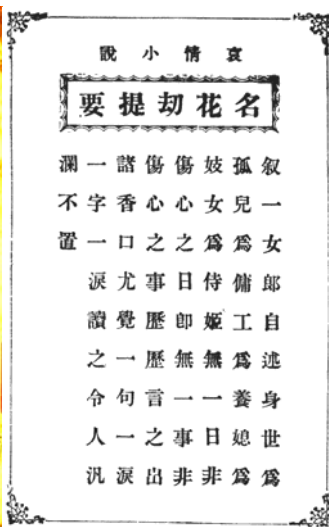 哀情小說
名花刧提要
叙一女郎自述身世爲
孤兒爲傭工爲養媳爲
妓女爲侍姬無一日非
傷心之日卽無一事非
傷心之事歷歷言之出
諸香口尤覺一句一淚
一字一淚讀之令人汎
瀾不置